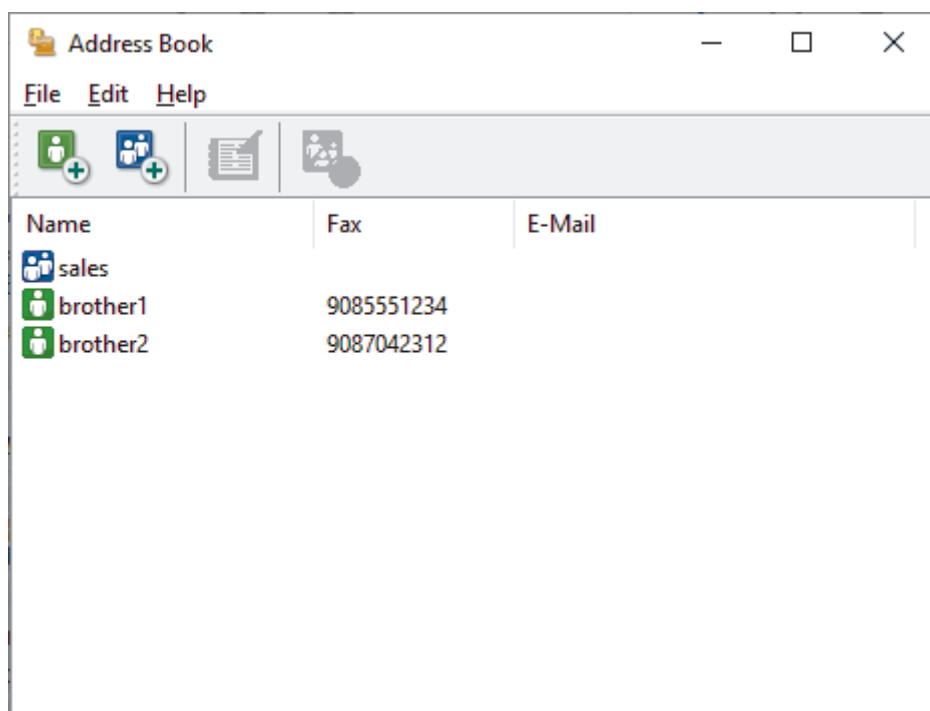 Address Book
File Edit Help
Name Fax E-Mail
sales
brother1 9085551234
brother2 9087042312